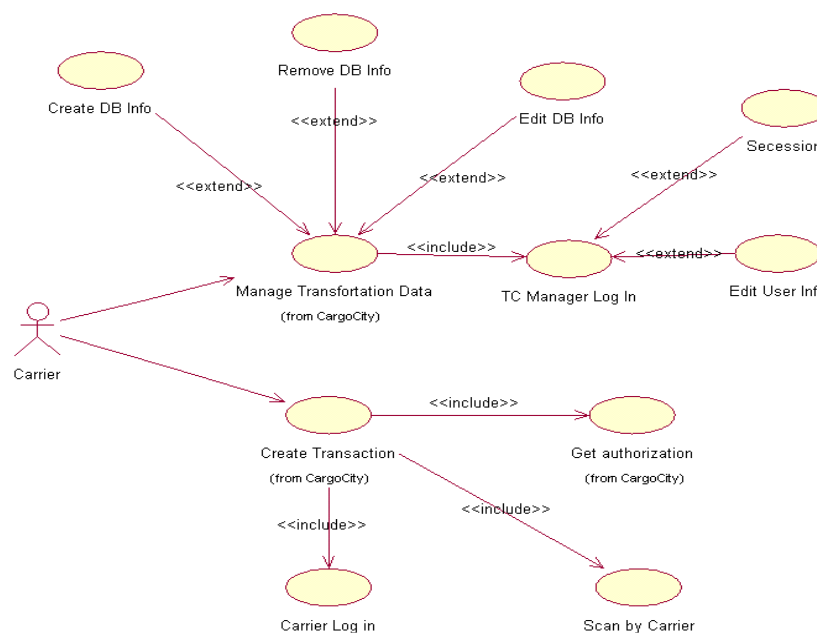 Remove DB Info
Create DB Info
<<extend>>
Edit DB Info
Secession
<<extend>>
<<extend>>
<<extend>>
<<include>>
<<extend>>
Manage Transfortation Data
(from CargoCity)
TC Manager Log In
Edit User Inf
Carrier
<<include>>
Create Transaction
(from CargoCity)
Get authorization
(from CargoCity)
<<include>>
<<include>>
Carrier Log in
Scan by Carrier